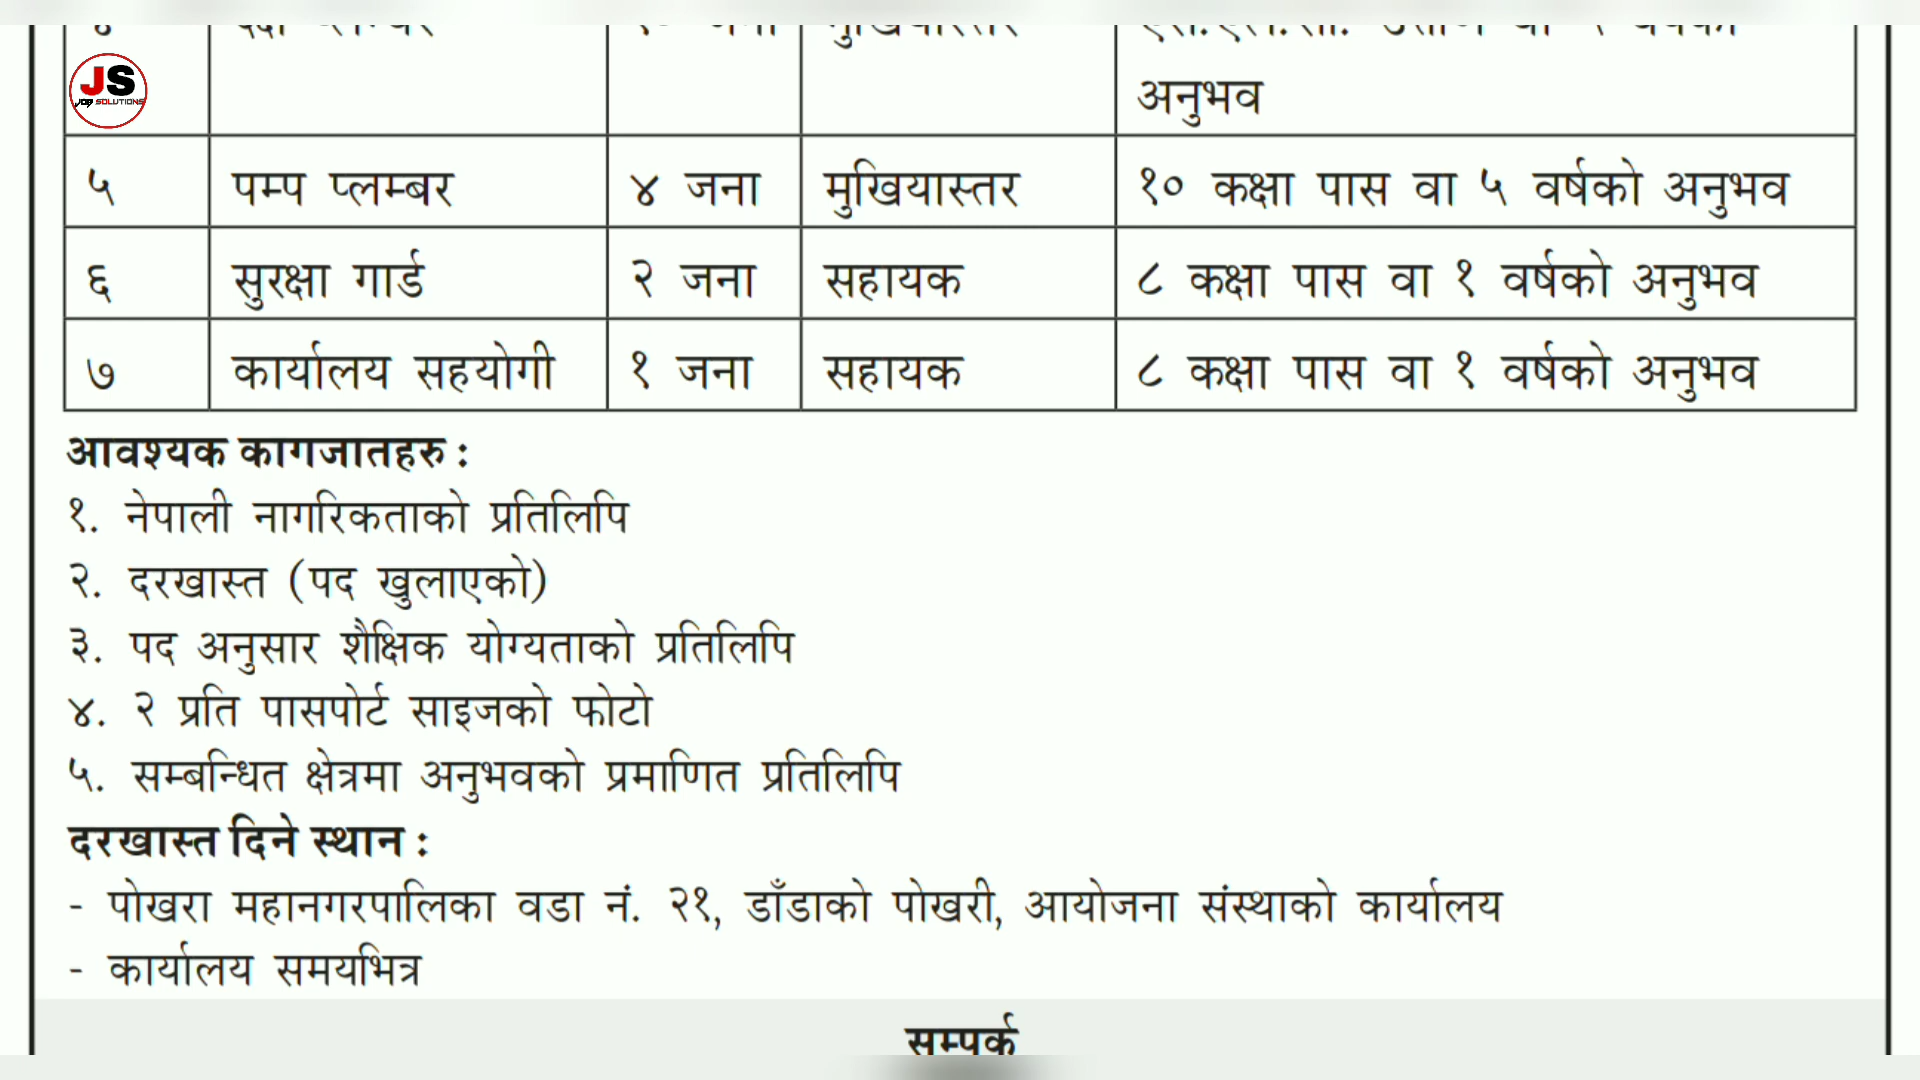 JS
JOB SOLUTIONS
अनुभव
५ पम्प प्लम्बर ४ जना मुखियास्तर १० कक्षा पास वा ५ वर्षको अनुभव
६ सुरक्षा गार्ड २ जना सहायक ८ कक्षा पास वा १ वर्षको अनुभव
७ कार्यालय सहयोगी १ जना सहायक ८ कक्षा पास वा १ वर्षको अनुभव
आवश्यक कागजातहरु :
१. नेपाली नागरिकताको प्रतिलिपि
२. दरखास्त (पद खुलाएको)
३. पद अनुसार शैक्षिक योग्यताको प्रतिलिपि
४. २ प्रति पासपोर्ट साइजको फोटो
५. सम्बन्धित क्षेत्रमा अनुभवको प्रमाणित प्रतिलिपि
दरखास्त दिने स्थान :
- पोखरा महानगरपालिका वडा नं. २१, डाँडाको पोखरी, आयोजना संस्थाको कार्यालय
- कार्यालय समयभित्र
सम्पर्क